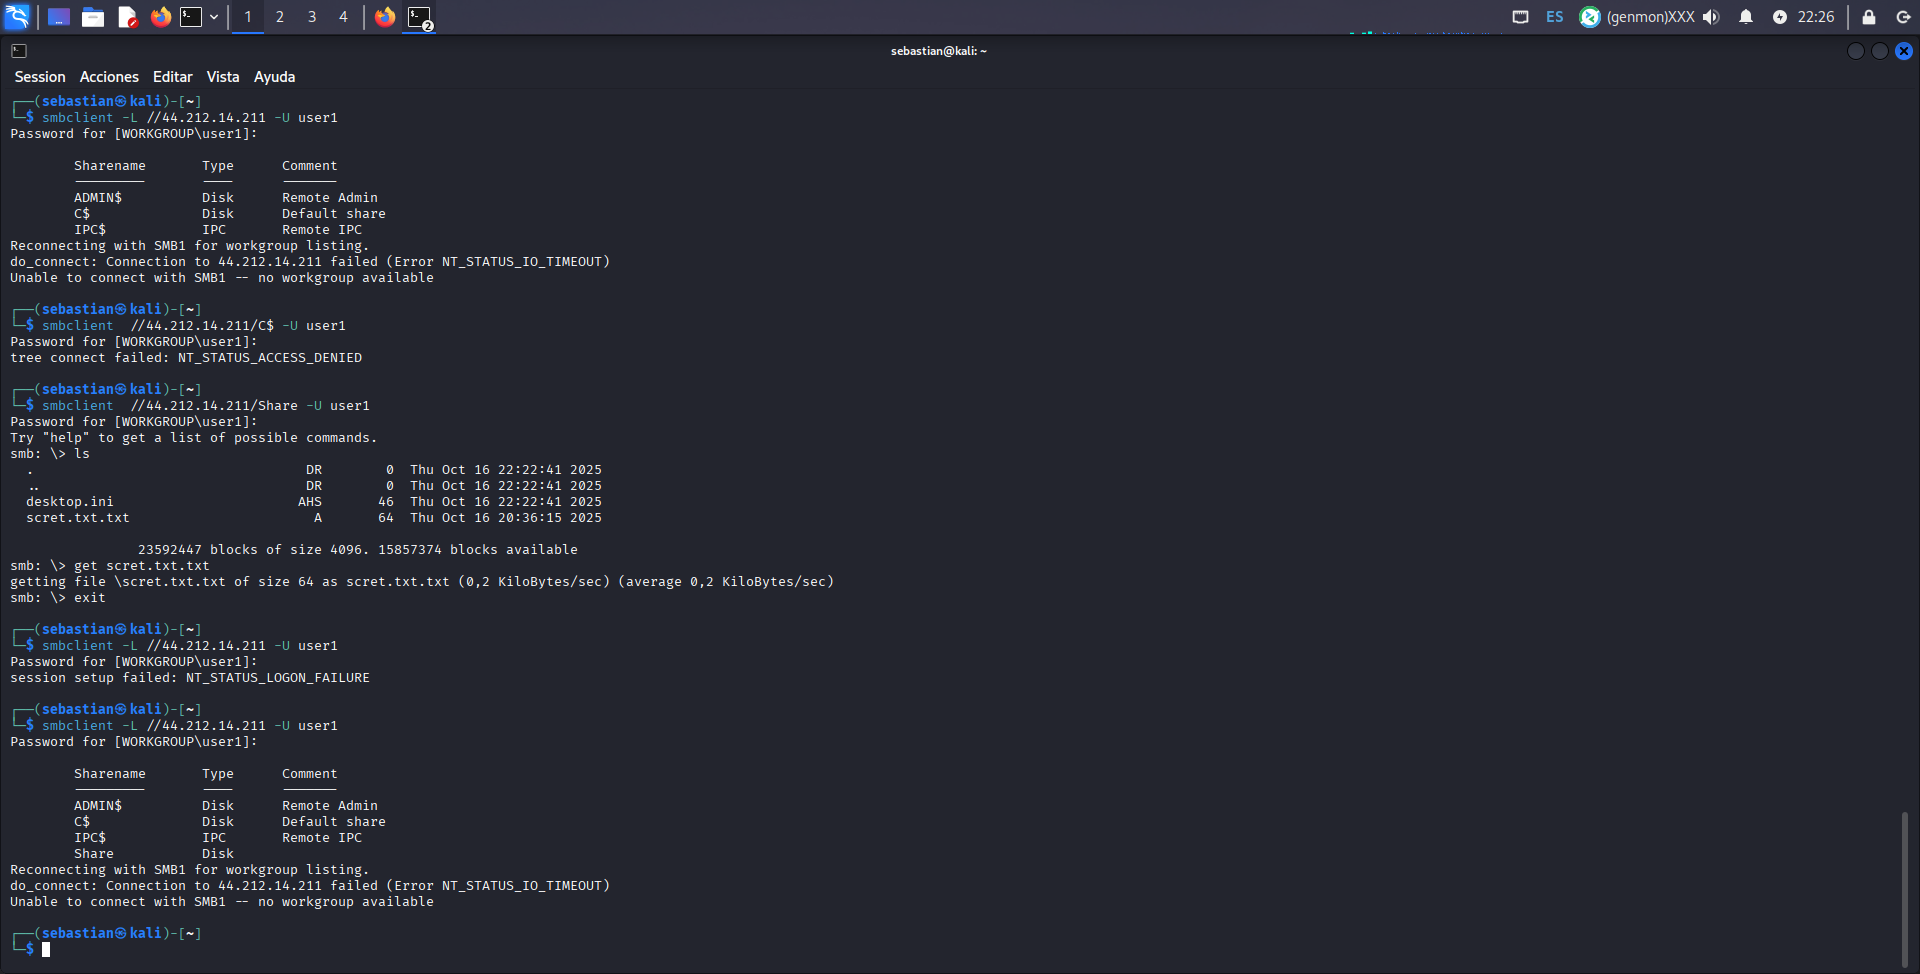 1 2 3 4
2
ES (genmon)XXX 22:26
sebastian@kali: ~
Session Acciones Editar Vista Ayuda
┌──(sebastian㉿kali)-[~]
└─$ smbclient -L //44.212.14.211 -U user1
Password for [WORKGROUP\user1]:
Sharename Type Comment
--------- ---- -------
ADMIN$ Disk Remote Admin
C$ Disk Default share
IPC$ IPC Remote IPC
Reconnecting with SMB1 for workgroup listing.
do_connect: Connection to 44.212.14.211 failed (Error NT_STATUS_IO_TIMEOUT)
Unable to connect with SMB1 -- no workgroup available
┌──(sebastian㉿kali)-[~]
└─$ smbclient  //44.212.14.211/C$ -U user1
Password for [WORKGROUP\user1]:
tree connect failed: NT_STATUS_ACCESS_DENIED
┌──(sebastian㉿kali)-[~]
└─$ smbclient  //44.212.14.211/Share -U user1
Password for [WORKGROUP\user1]:
Try "help" to get a list of possible commands.
smb: \> ls
. DR 0 Thu Oct 16 22:22:41 2025
.. DR 0 Thu Oct 16 22:22:41 2025
desktop.ini AHS 46 Thu Oct 16 22:22:41 2025
scret.txt.txt A 64 Thu Oct 16 20:36:15 2025
23592447 blocks of size 4096. 15857374 blocks available
smb: \> get scret.txt.txt
getting file \scret.txt.txt of size 64 as scret.txt.txt (0,2 KiloBytes/sec) (average 0,2 KiloBytes/sec)
smb: \> exit
┌──(sebastian㉿kali)-[~]
└─$ smbclient -L //44.212.14.211 -U user1
Password for [WORKGROUP\user1]:
session setup failed: NT_STATUS_LOGON_FAILURE
┌──(sebastian㉿kali)-[~]
└─$ smbclient -L //44.212.14.211 -U user1
Password for [WORKGROUP\user1]:
Sharename Type Comment
--------- ---- -------
ADMIN$ Disk Remote Admin
C$ Disk Default share
IPC$ IPC Remote IPC
Share Disk
Reconnecting with SMB1 for workgroup listing.
do_connect: Connection to 44.212.14.211 failed (Error NT_STATUS_IO_TIMEOUT)
Unable to connect with SMB1 -- no workgroup available
┌──(sebastian㉿kali)-[~]
└─$